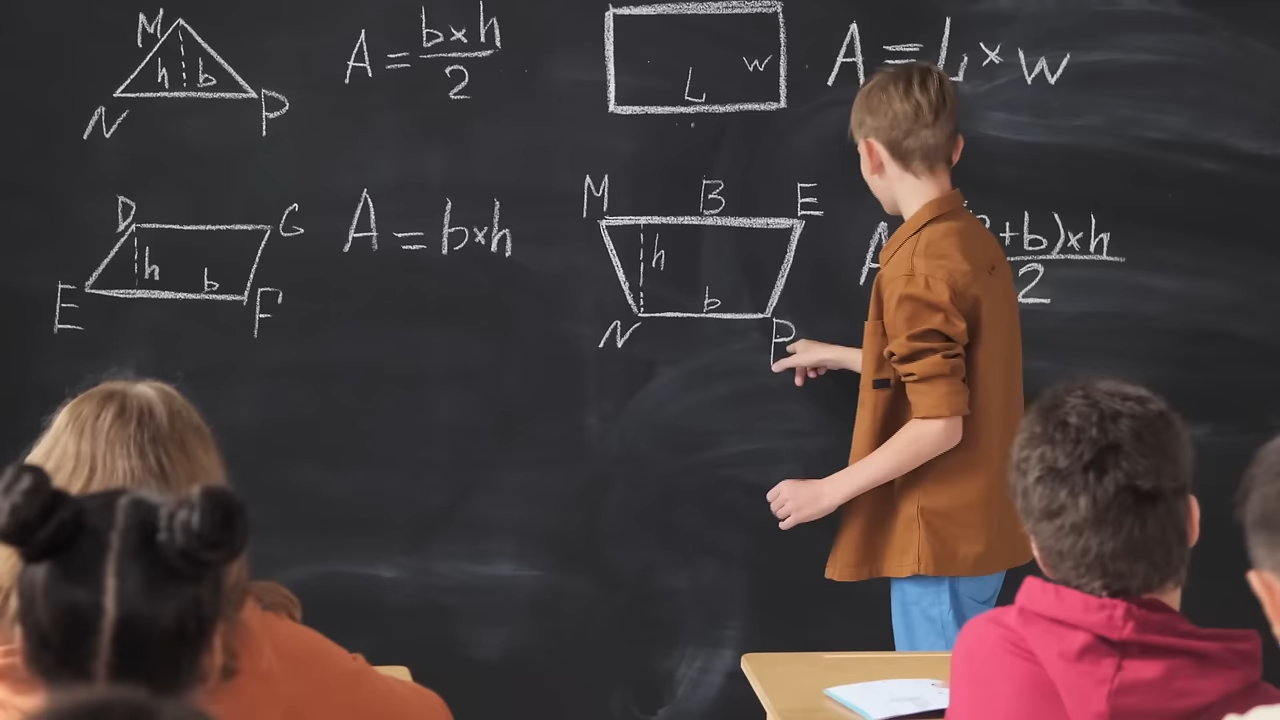 M
h b
N P
A = b×h
2
w
L
A = L × w
D G
h b
E F
A = b×h
M B E
h
b
N P
+b)×h
2